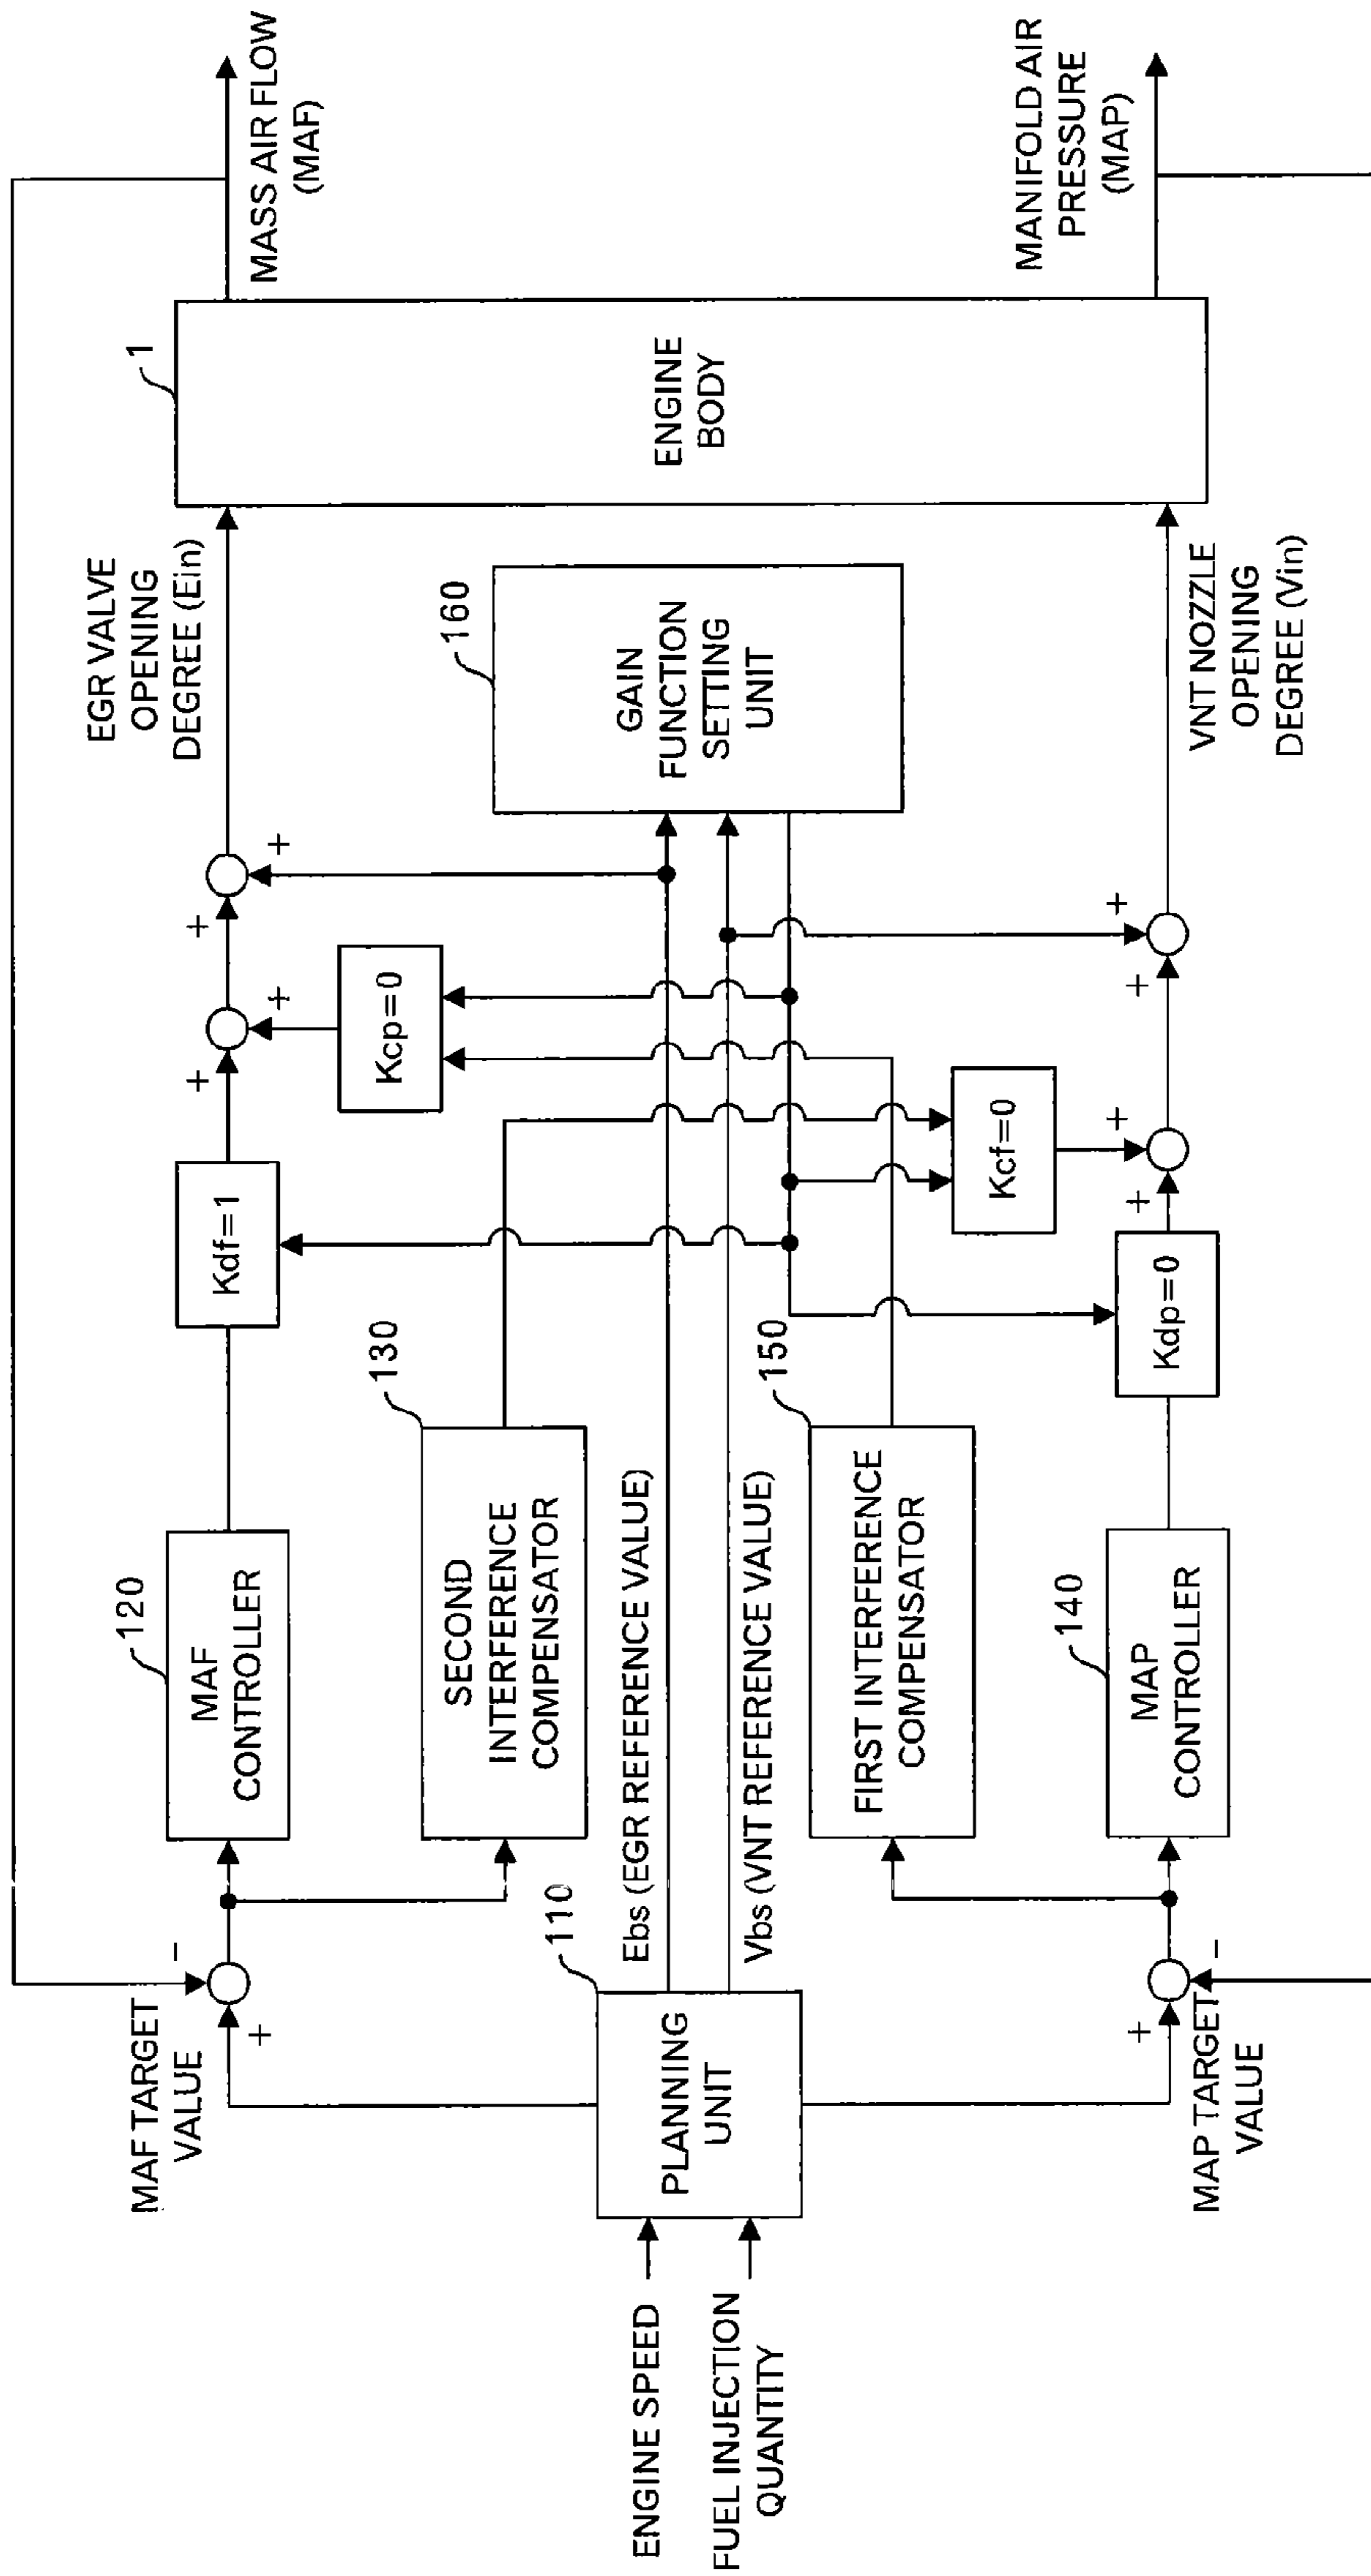 MASS AIR FLOW
(MAF)
MANIFOLD AIR
PRESSURE
(MAP)
1
ENGINE
BODY
EGR VALVE
OPENING
DEGREE (Ein)
VNT NOZZLE
OPENING
DEGREE (Vin)
160
GAIN
FUNCTION
SETTING
UNIT
+
+
+
+
Kcp=0
+
+
Kdf=1
Kcf=0
+
+
Kdp=0
120
MAF
CONTROLLER
130
SECOND
INTERFERENCE
COMPENSATOR
Ebs (EGR REFERENCE VALUE)
Vbs (VNT REFERENCE VALUE)
150
FIRST INTERFERENCE
COMPENSATOR
140
MAP
CONTROLLER
110
PLANNING
UNIT
MAF TARGET
VALUE
−
+
MAP TARGET
VALUE
−
+
ENGINE SPEED
FUEL INJECTION
QUANTITY